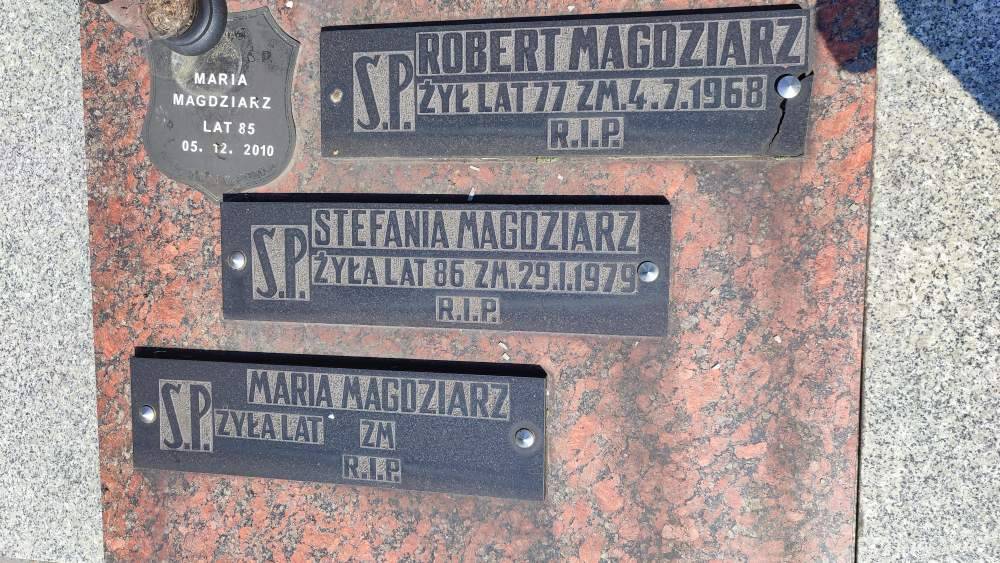 Ś. P.
MARIA
MAGDZIARZ
LAT 85
05. 12. 2010
Ś.P. ROBERT MAGDZIARZ
ŻYŁ LAT 77 ZM. 4.7.1968
R.I.P.
Ś.P. STEFANIA MAGDZIARZ
ŻYŁA LAT 86 ZM. 29.I.1979
R.I.P.
Ś.P. MARIA MAGDZIARZ
ŻYŁA LAT ZM
R.I.P.